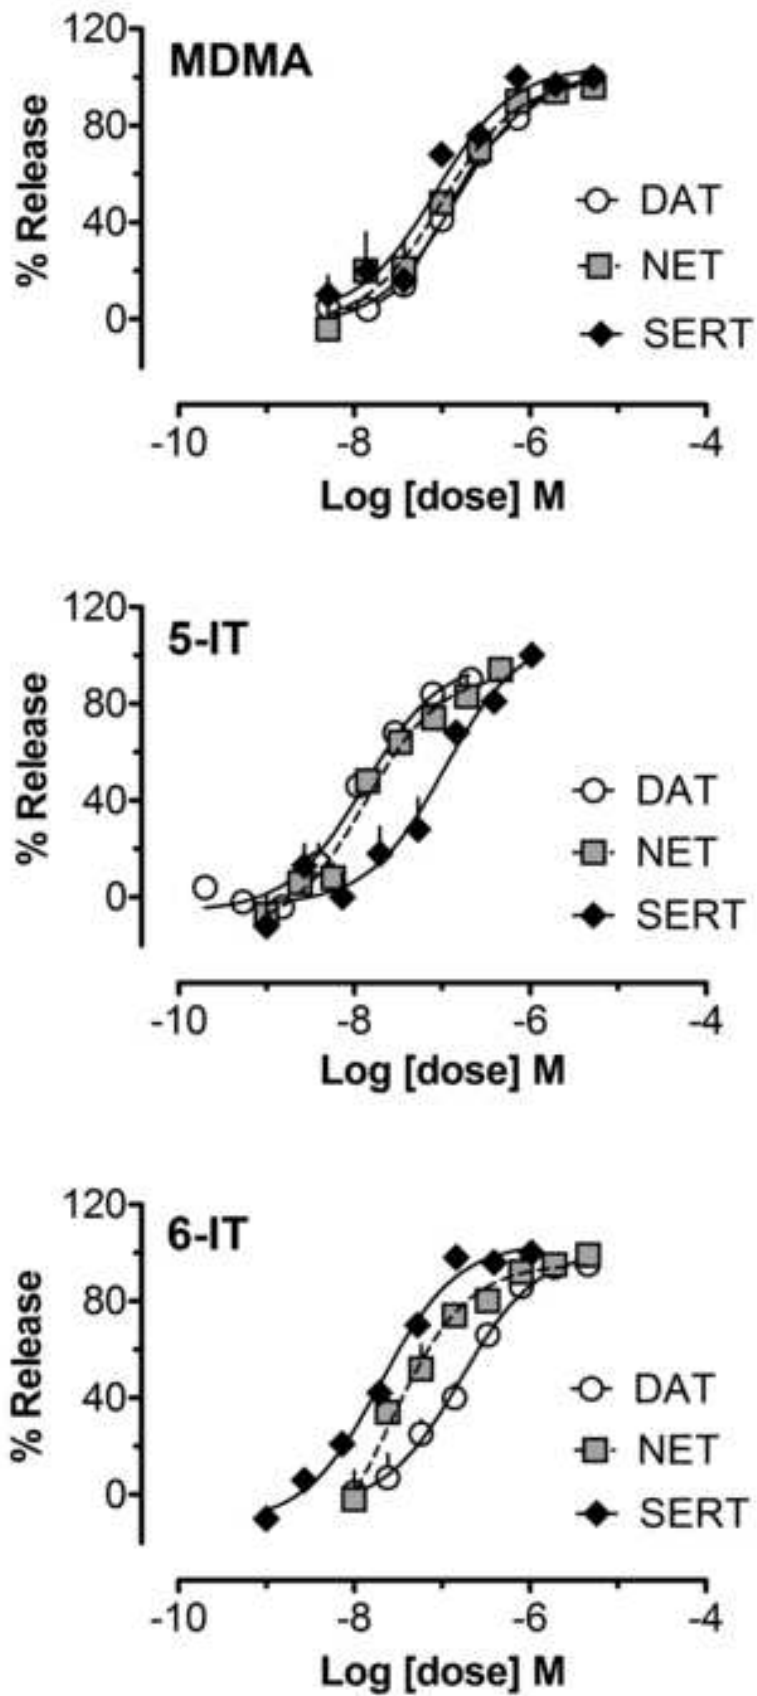 120
MDMA
80
40
0
% Release
DAT
NET
SERT
-10 -8 -6 -4
Log [dose] M
120
5-IT
80
40
0
% Release
DAT
NET
SERT
-10 -8 -6 -4
Log [dose] M
120
6-IT
80
40
0
% Release
DAT
NET
SERT
-10 -8 -6 -4
Log [dose] M